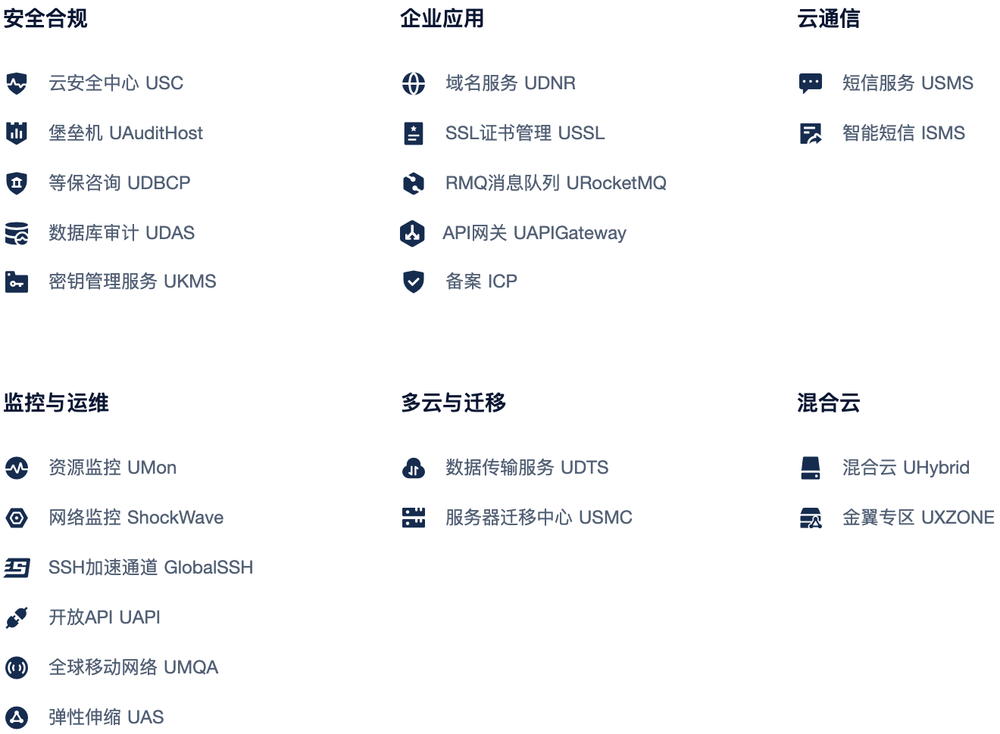 安全合规
云安全中心 USC
堡垒机 UAuditHost
等保咨询 UDBCP
数据库审计 UDAS
密钥管理服务 UKMS
企业应用
域名服务 UDNR
SSL证书管理 USSL
RMQ消息队列 URocketMQ
API网关 UAPIGateway
备案 ICP
云通信
短信服务 USMS
智能短信 ISMS
监控与运维
资源监控 UMon
网络监控 ShockWave
SSH加速通道 GlobalSSH
开放API UAPI
全球移动网络 UMQA
弹性伸缩 UAS
多云与迁移
数据传输服务 UDTS
服务器迁移中心 USMC
混合云
混合云 UHybrid
金翼专区 UXZONE